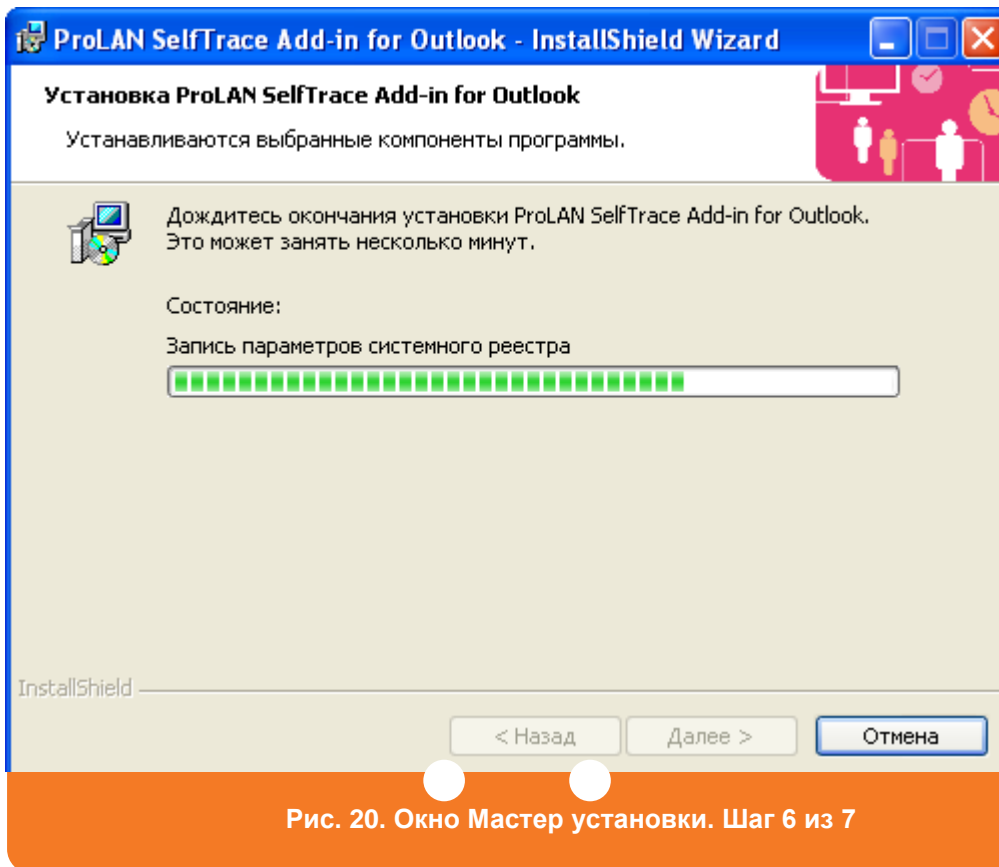 ProLAN SelfTrace Add-in for Outlook - InstallShield Wizard
Установка ProLAN SelfTrace Add-in for Outlook
Устанавливаются выбранные компоненты программы.
Дождитесь окончания установки ProLAN SelfTrace Add-in for Outlook.
Это может занять несколько минут.
Состояние:
Запись параметров системного реестра
InstallShield
< Назад
Далее >
Отмена
Рис. 20. Окно Мастер установки. Шаг 6 из 7